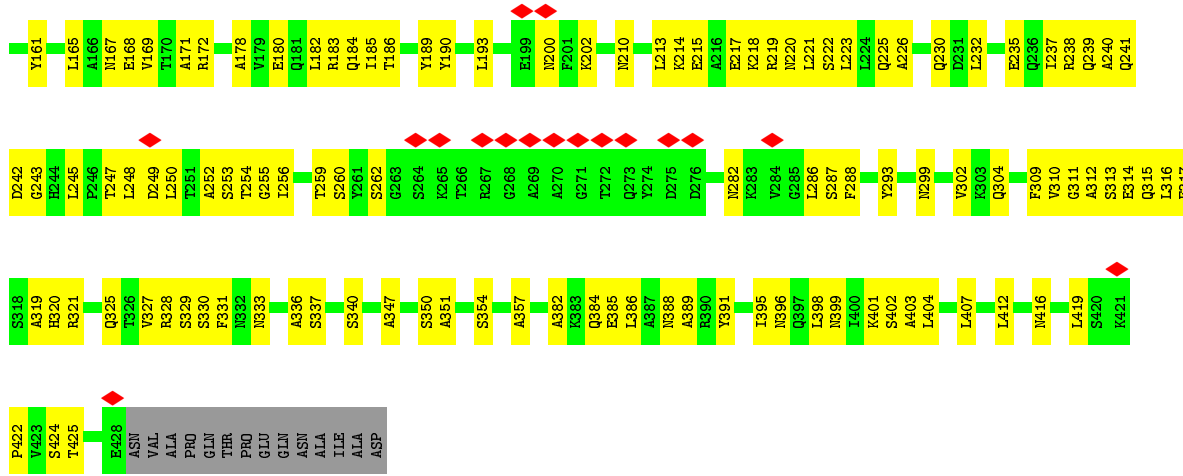 Y161 L165 A166 N167 E168 V169 T170 A171 R172 A178 V179 E180 Q181 L182 R183 Q184 I185 T186 Y189 Y190 L193 E199 N200 F201 K202 N210 L213 K214 E215 A216 E217 K218 R219 N220 L221 S222 L223 L224 Q225 A226 Q230 D231 L232 E235 Q236 I237 R238 Q239 A240 Q241
D242 G243 H244 L245 P246 T247 L248 D249 L250 T251 A252 S253 T254 G255 I256 T259 S260 Y261 S262 G263 S264 K265 T266 R267 G268 A269 A270 G271 T272 Q273 Y274 D275 D276 N282 K283 V284 G285 L286 S287 F288 Y293 N299 V302 K303 Q304 F309 V310 G311 A312 S313 E314 Q315 L316
S318 A319 H320 R321 Q325 T326 V327 R328 S329 S330 F331 N332 N333 A336 S337 S340 A347 S350 A351 S354 A357 A382 K383 Q384 E385 L386 A387 N388 A389 R390 Y391 I395 N396 Q397 L398 N399 I400 K401 S402 A403 L404 L407 L412 N416 L419 S420 K421
P422 V423 S424 T425 E428 ASN VAL ALA PRO GLN THR PRO GLU GLN ASN ALA ILE ALA ASP